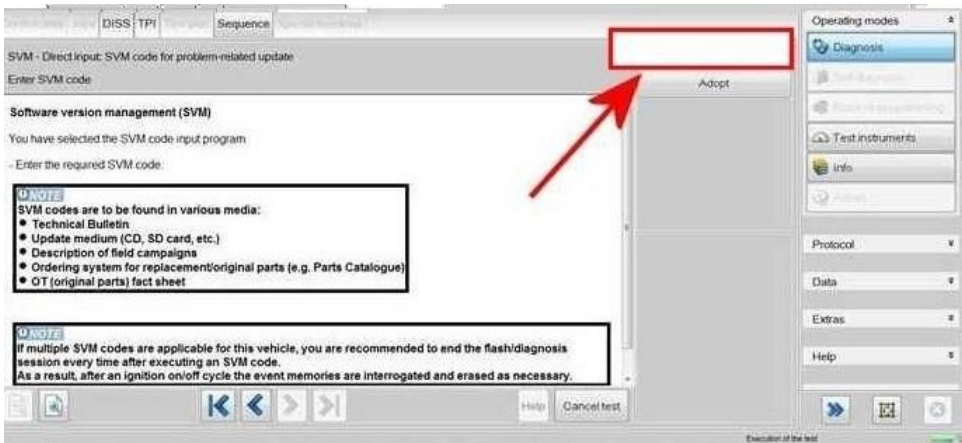 DISS TPI Sequence
SVM - Direct input: SVM code for problem-related update
Enter SVM code
Adopt
Software version management (SVM)
You have selected the SVM code input program
- Enter the required SVM code.
NOTE
SVM codes are to be found in various media:
• Technical Bulletin
• Update medium (CD, SD card, etc.)
• Description of field campaigns
• Ordering system for replacement/original parts (e.g. Parts Catalogue)
• OT (original parts) fact sheet
NOTE
If multiple SVM codes are applicable for this vehicle, you are recommended to end the flash/diagnosis
session every time after executing an SVM code.
As a result, after an ignition on/off cycle the event memories are interrogated and erased as necessary.
Help Cancel test
Operating modes
Diagnosis
Test instruments
Info
Protocol
Data
Extras
Help
Execution of the test